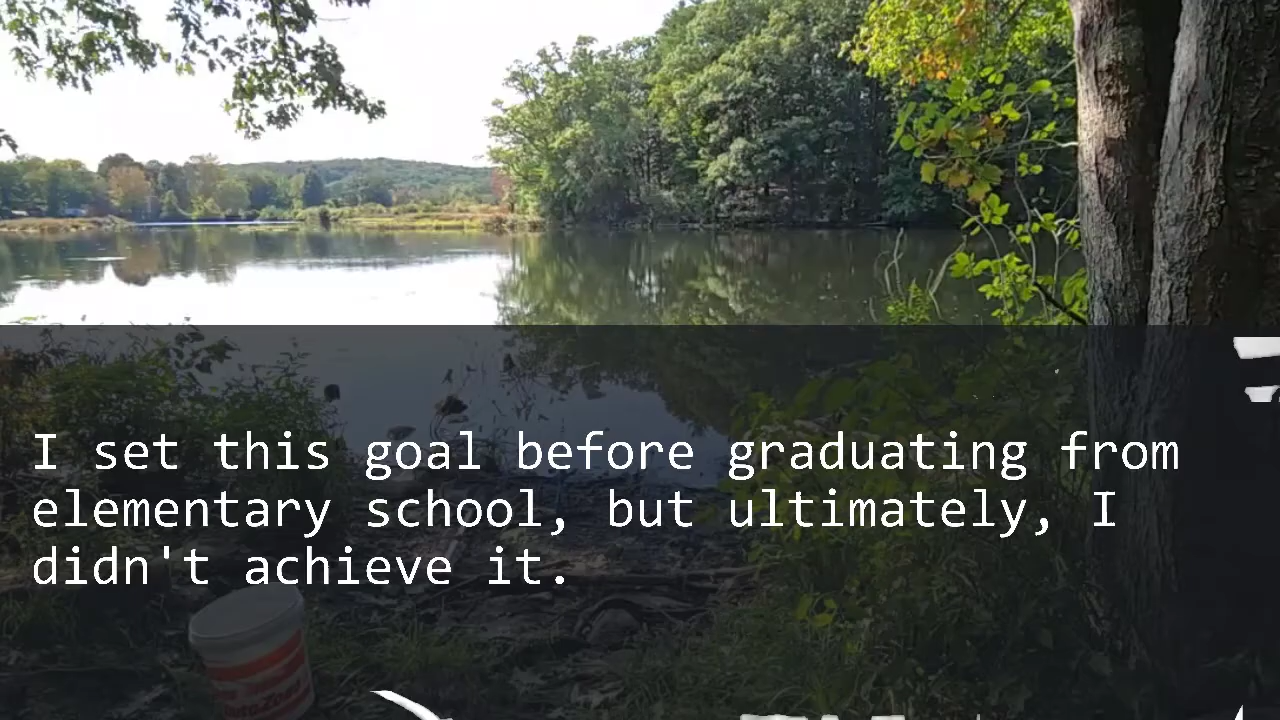 I set this goal before graduating from
elementary school, but ultimately, I
didn't achieve it.